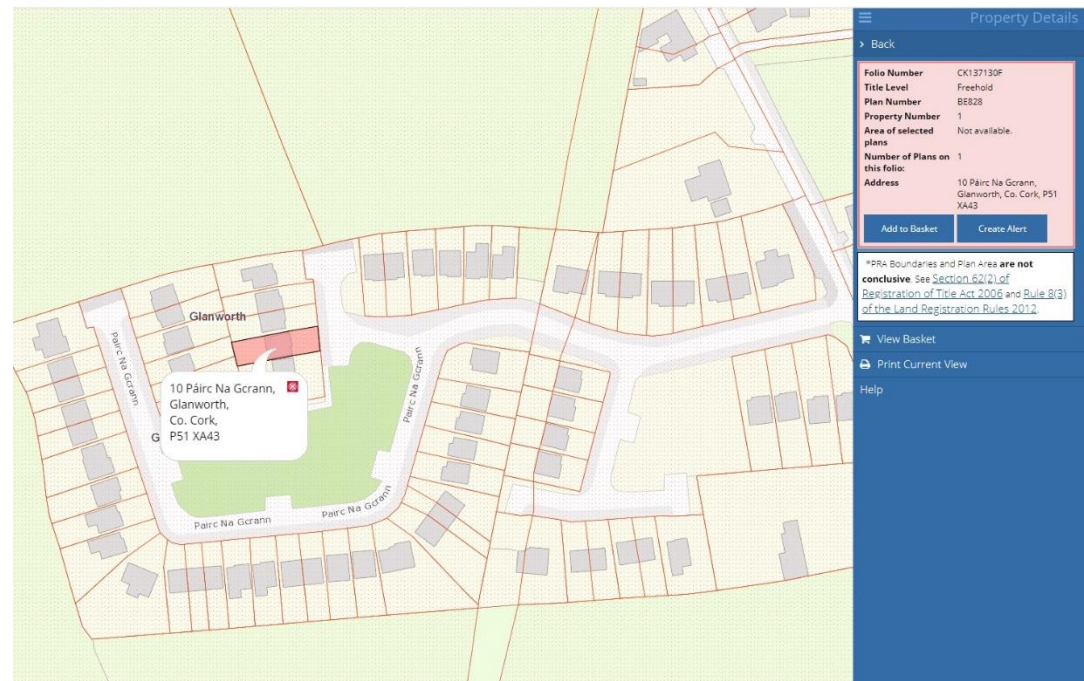 Property Details
Back
Folio Number CK137130F
Title Level Freehold
Plan Number BE828
Property Number 1
Area of selected Not available.
plans
Number of Plans on 1
this folio:
Address 10 Páirc Na Gcrann,
Glanworth, Co. Cork, P51
XA43
Add to Basket Create Alert
*PRA Boundaries and Plan Area are not
conclusive. See Section 62(2) of
Registration of Title Act 2006 and Rule 8(3)
of the Land Registration Rules 2012.
View Basket
Print Current View
Help
Glanworth
Pairc Na Gcrann
Pairc Na Gcrann
10 Páirc Na Gcrann,
Glanworth,
Co. Cork,
P51 XA43
G
Pairc Na Gcrann
Pairc Na Gcrann